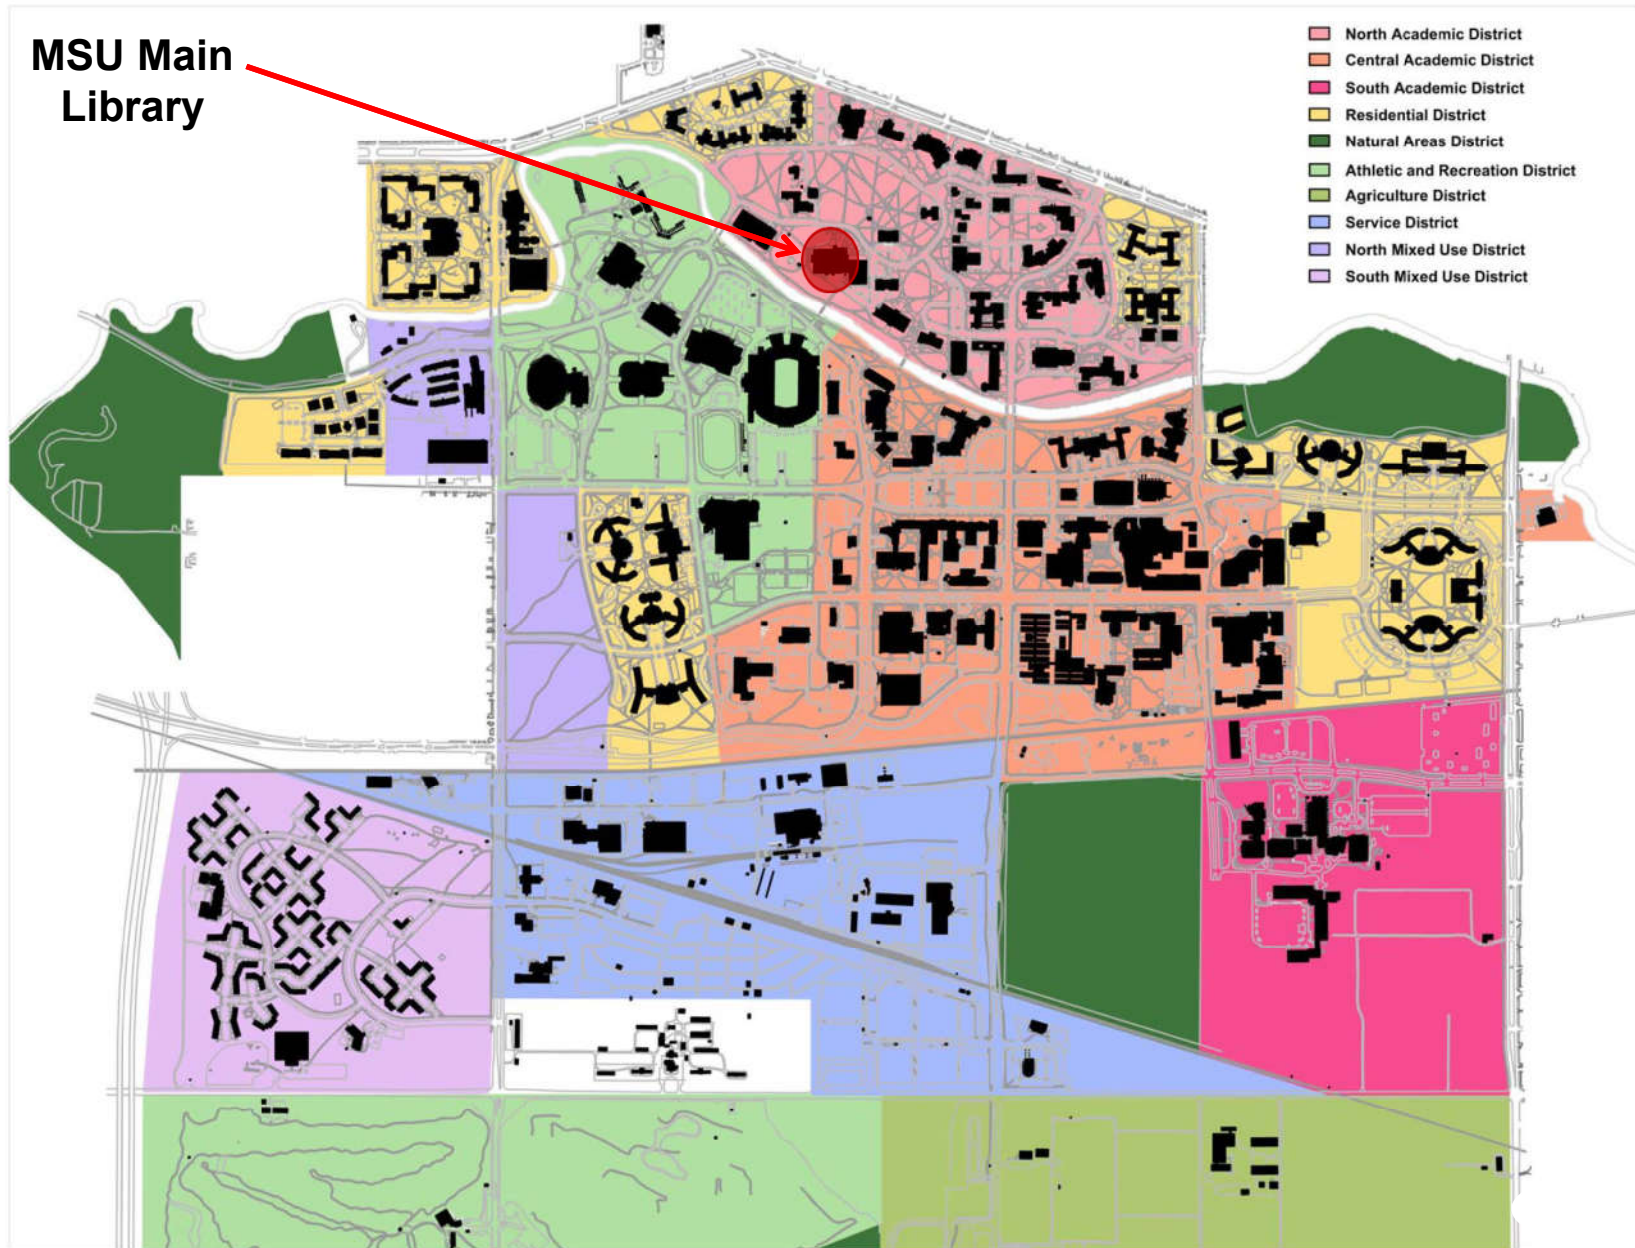 MSU Main
Library
North Academic District
Central Academic District
South Academic District
Residential District
Natural Areas District
Athletic and Recreation District
Agriculture District
Service District
North Mixed Use District
South Mixed Use District